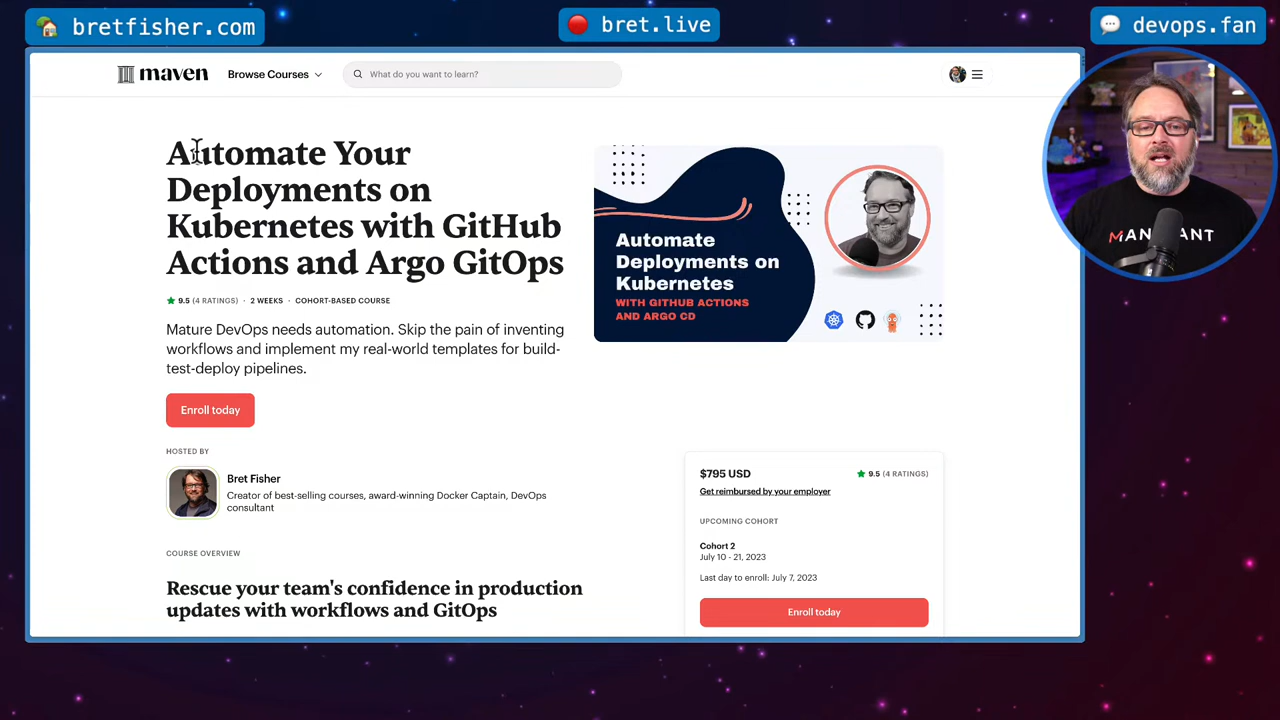 bretfisher.com
bret.live
devops.fan
maven
Browse Courses
What do you want to learn?
Automate Your
Deployments on
Kubernetes with GitHub
Actions and Argo GitOps
9.5 (4 RATINGS) · 2 WEEKS · COHORT-BASED COURSE
Mature DevOps needs automation. Skip the pain of inventing
workflows and implement my real-world templates for build-
test-deploy pipelines.
Enroll today
HOSTED BY
Bret Fisher
Creator of best-selling courses, award-winning Docker Captain, DevOps
consultant
COURSE OVERVIEW
Rescue your team's confidence in production
updates with workflows and GitOps
Automate
Deployments on
Kubernetes
WITH GITHUB ACTIONS
AND ARGO CD
$795 USD
9.5 (4 RATINGS)
Get reimbursed by your employer
UPCOMING COHORT
Cohort 2
July 10 - 21, 2023
Last day to enroll: July 7, 2023
Enroll today